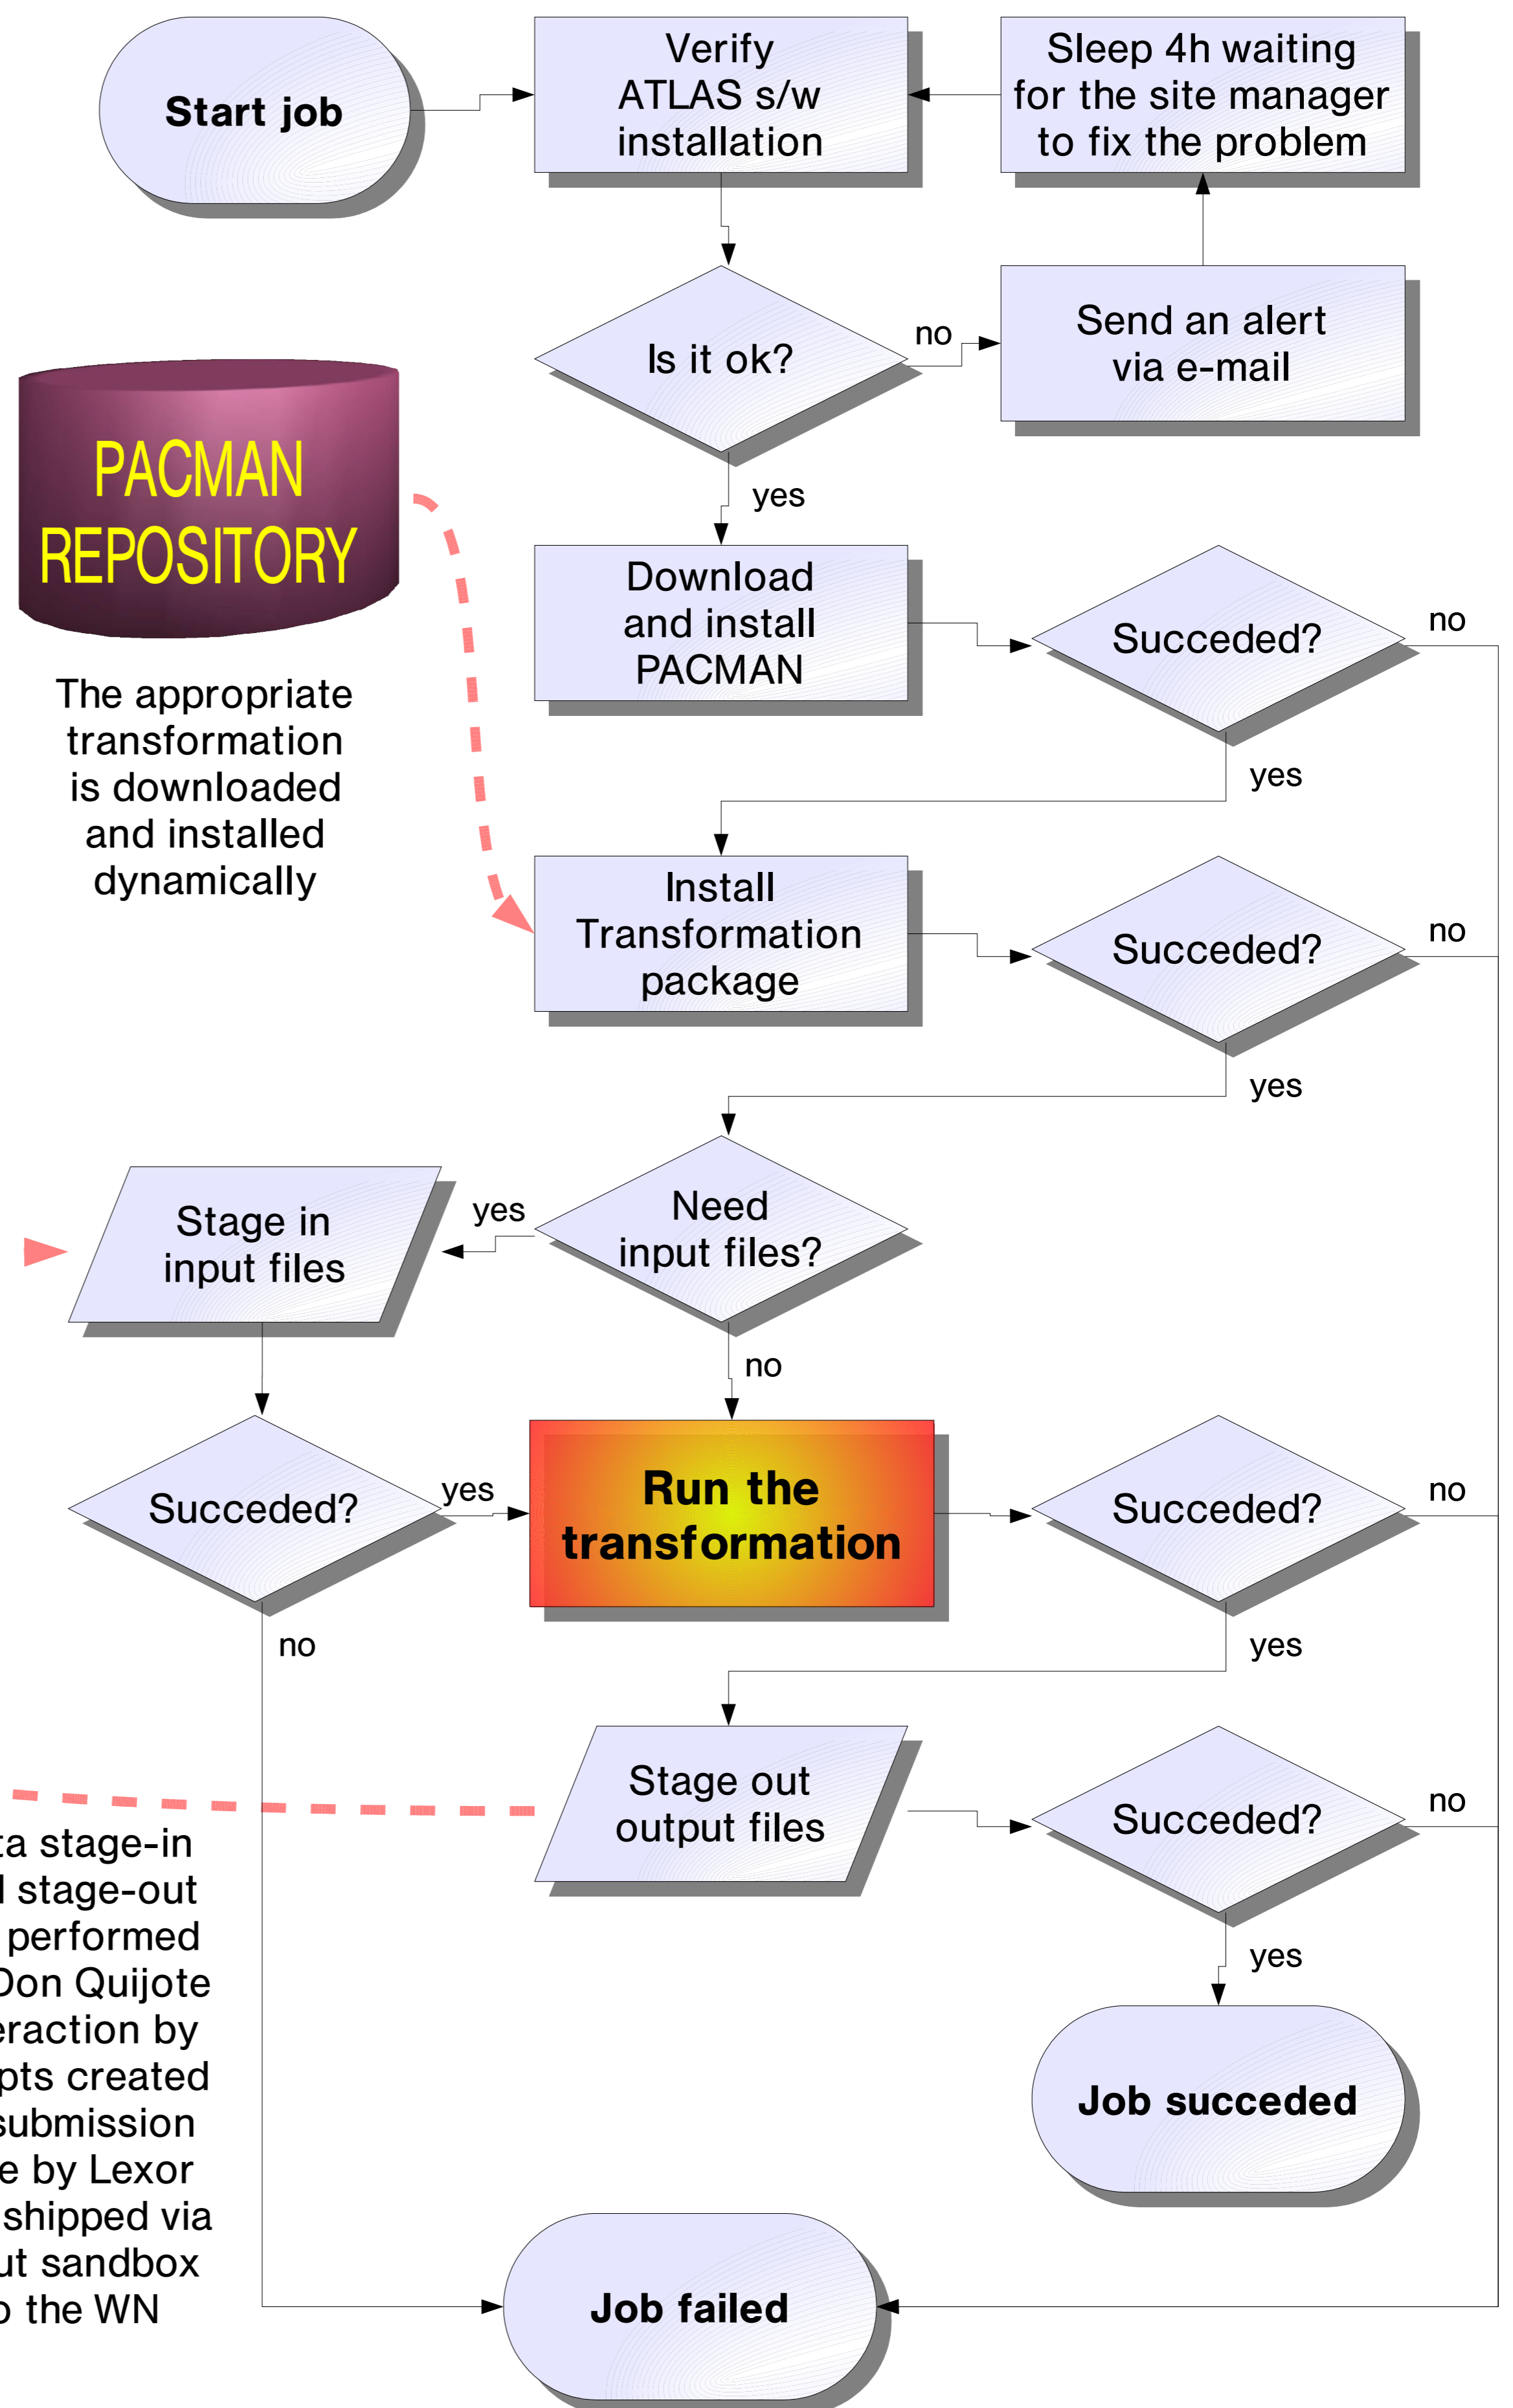 Start job
Verify
ATLAS s/w
installation
Sleep 4h waiting
for the site manager
to fix the problem
Is it ok?
no
Send an alert
via e-mail
yes
PACMAN
REPOSITORY
The appropriate
transformation
is downloaded
and installed
dynamically
Download
and install
PACMAN
Succeded?
no
yes
Install
Transformation
package
Succeded?
no
yes
Need
input files?
yes
Stage in
input files
no
Succeded?
yes
no
Run the
transformation
Succeded?
no
yes
Stage out
output files
Succeded?
no
yes
Job succeded
stage-in
stage-out
performed
Don Quijote
by
created
submission
by Lexor
shipped via
sandbox
the WN
Job failed